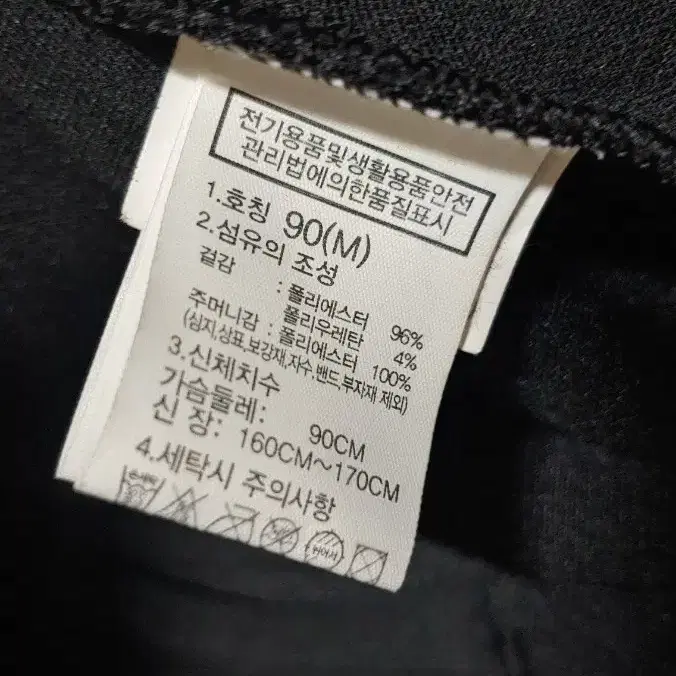 전기용품및생활용품안전
관리법에의한품질표시
1.호칭 90(M)
2.섬유의 조성
겉감 : 폴리에스터 96%
폴리우레탄 4%
주머니감 : 폴리에스터 100%
(심지,상표,보강재,자수,밴드,부자재 제외)
3.신체치수
가슴둘레: 90CM
신 장: 160CM~170CM
4.세탁시 주의사항
뉘어서